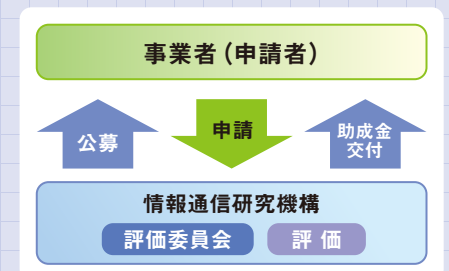 事業者（申請者）
公募
申請
助成金
交付
情報通信研究機構
評価委員会
評 価